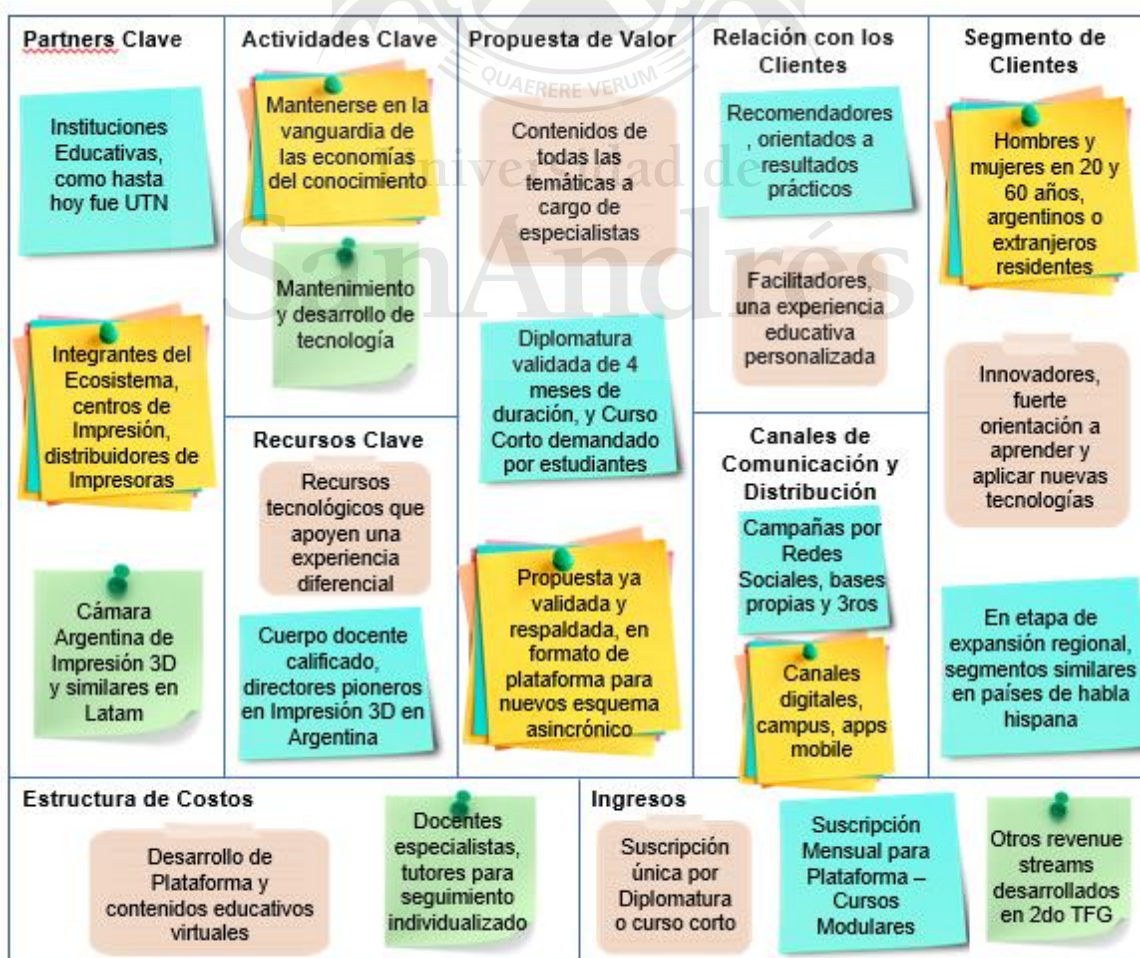 Partners Clave
Instituciones
Educativas,
como hasta
hoy fue UTN
Integrantes del
Ecosistema,
centros de
Impresión,
distribuidores de
Impresoras
Cámara
Argentina de
Impresión 3D
y similares en
Latam
Actividades Clave
Mantenerse en la
vanguardia de
las economías
del conocimiento
Mantenimiento
y desarrollo de
tecnología
Recursos Clave
Recursos
tecnológicos que
apoyen una
experiencia
diferencial
Cuerpo docente
calificado,
directores pioneros
en Impresión 3D en
Argentina
Propuesta de Valor
Contenidos de
todas las
temáticas a
cargo de
especialistas
Diplomatura
validada de 4
meses de
duración, y Curso
Corto demandado
por estudiantes
Propuesta ya
validada y
respaldada, en
formato de
plataforma para
nuevos esquema
asincrónico
Relación con los
Clientes
Recomendadores
, orientados a
resultados
prácticos
Facilitadores,
una experiencia
educativa
personalizada
Canales de
Comunicación y
Distribución
Campañas por
Redes
Sociales, bases
propias y 3ros
Canales
digitales,
campus, apps
mobile
Segmento de
Clientes
Hombres y
mujeres en 20 y
60 años,
argentinos o
extranjeros
residentes
Innovadores,
fuerte
orientación a
aprender y
aplicar nuevas
tecnologías
En etapa de
expansión regional,
segmentos similares
en países de habla
hispana
Estructura de Costos
Desarrollo de
Plataforma y
contenidos educativos
virtuales
Docentes
especialistas,
tutores para
seguimiento
individualizado
Ingresos
Suscripción
única por
Diplomatura
o curso corto
Suscripción
Mensual para
Plataforma –
Cursos
Modulares
Otros revenue
streams
desarrollados
en 2do TFG
QUAERERE VERUM
Universidad de
SanAndrés